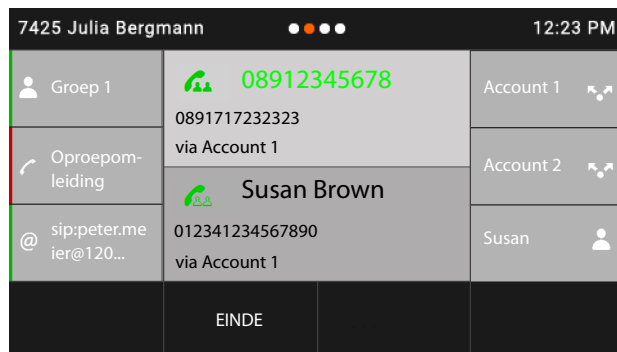 7425 Julia Bergmann
12:23 PM
Groep 1
Oproepom-
leiding
@
sip:peter.me
ier@120...
08912345678
0891717232323
via Account 1
Susan Brown
012341234567890
via Account 1
Account 1
Account 2
Susan
EINDE